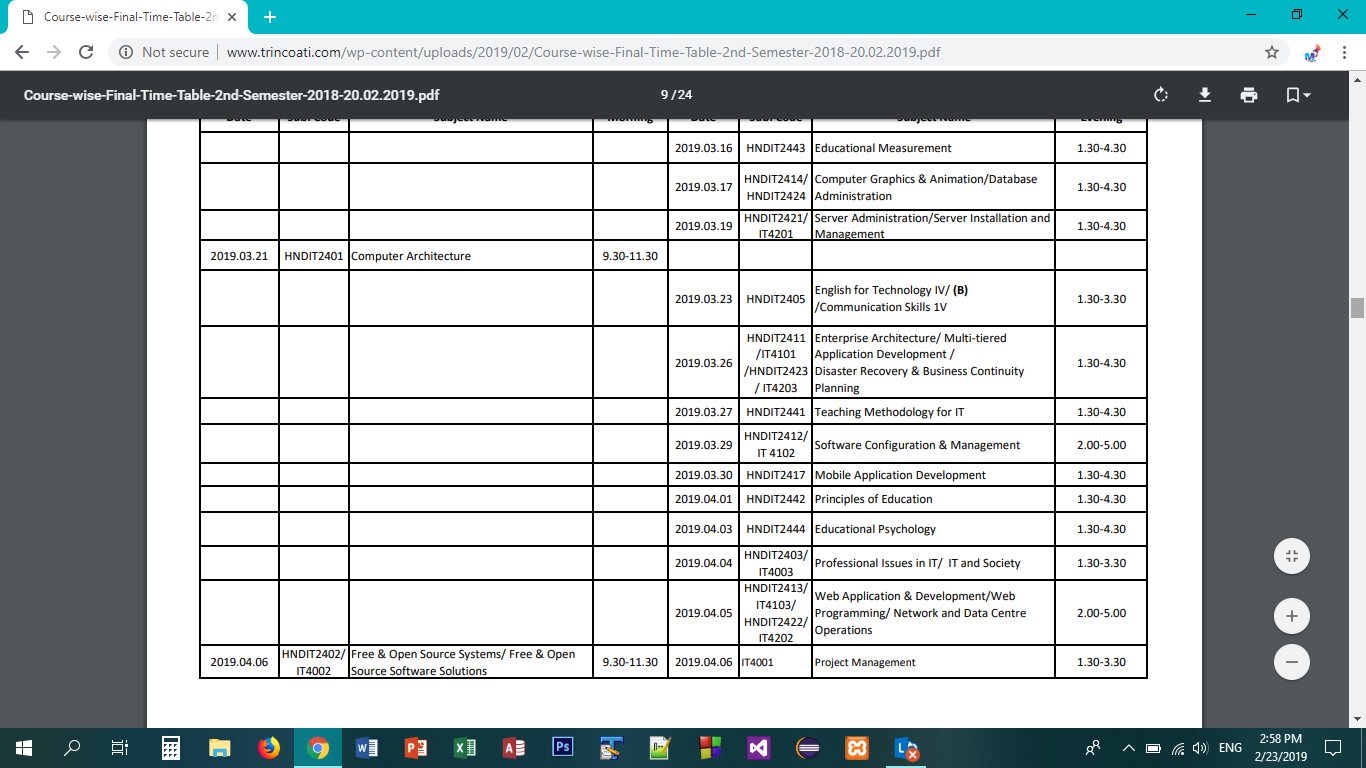 Course-wise-Final-Time-Table-2n
Not secure | www.trincoati.com/wp-content/uploads/2019/02/Course-wise-Final-Time-Table-2nd-Semester-2018-20.02.2019.pdf
Course-wise-Final-Time-Table-2nd-Semester-2018-20.02.2019.pdf 9 / 24
Date Sub. Code Subject Name Morning Date Sub. Code Subject Name Evening
2019.03.16 HNDIT2443 Educational Measurement 1.30-4.30
HNDIT2414/ Computer Graphics & Animation/Database
2019.03.17 1.30-4.30
HNDIT2424 Administration
HNDIT2421/ Server Administration/Server Installation and
2019.03.19 1.30-4.30
IT4201 Management
2019.03.21 HNDIT2401 Computer Architecture 9.30-11.30
English for Technology IV/ (B)
2019.03.23 HNDIT2405 1.30-3.30
/Communication Skills 1V
HNDIT2411 Enterprise Architecture/ Multi-tiered
/IT4101 Application Development /
2019.03.26 1.30-4.30
/HNDIT2423 Disaster Recovery & Business Continuity
/ IT4203 Planning
2019.03.27 HNDIT2441 Teaching Methodology for IT 1.30-4.30
HNDIT2412/
2019.03.29 Software Configuration & Management 2.00-5.00
IT 4102
2019.03.30 HNDIT2417 Mobile Application Development 1.30-4.30
2019.04.01 HNDIT2442 Principles of Education 1.30-4.30
2019.04.03 HNDIT2444 Educational Psychology 1.30-4.30
HNDIT2403/
2019.04.04 Professional Issues in IT/ IT and Society 1.30-3.30
IT4003
HNDIT2413/ Web Application & Development/Web
IT4103/
2019.04.05 Programming/ Network and Data Centre 2.00-5.00
HNDIT2422/ Operations
IT4202
HNDIT2402/ Free & Open Source Systems/ Free & Open
2019.04.06 9.30-11.30 2019.04.06 IT4001 Project Management 1.30-3.30
IT4002 Source Software Solutions
ENG
2:58 PM
2/23/2019